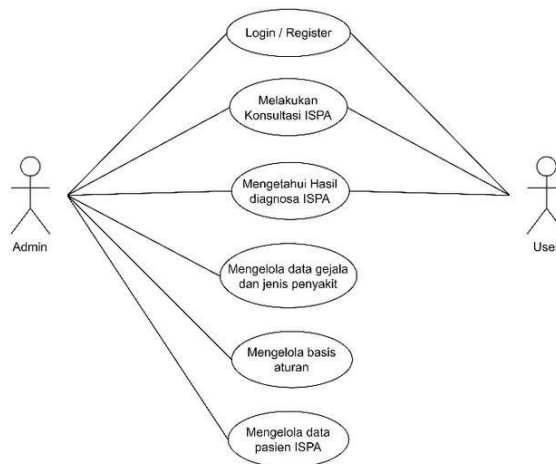 Login / Register
Melakukan
Konsultasi ISPA
Mengetahui Hasil
diagnosa ISPA
Admin
User
Mengelola data gejala
dan jenis penyakit
Mengelola basis
aturan
Mengelola data
pasien ISPA